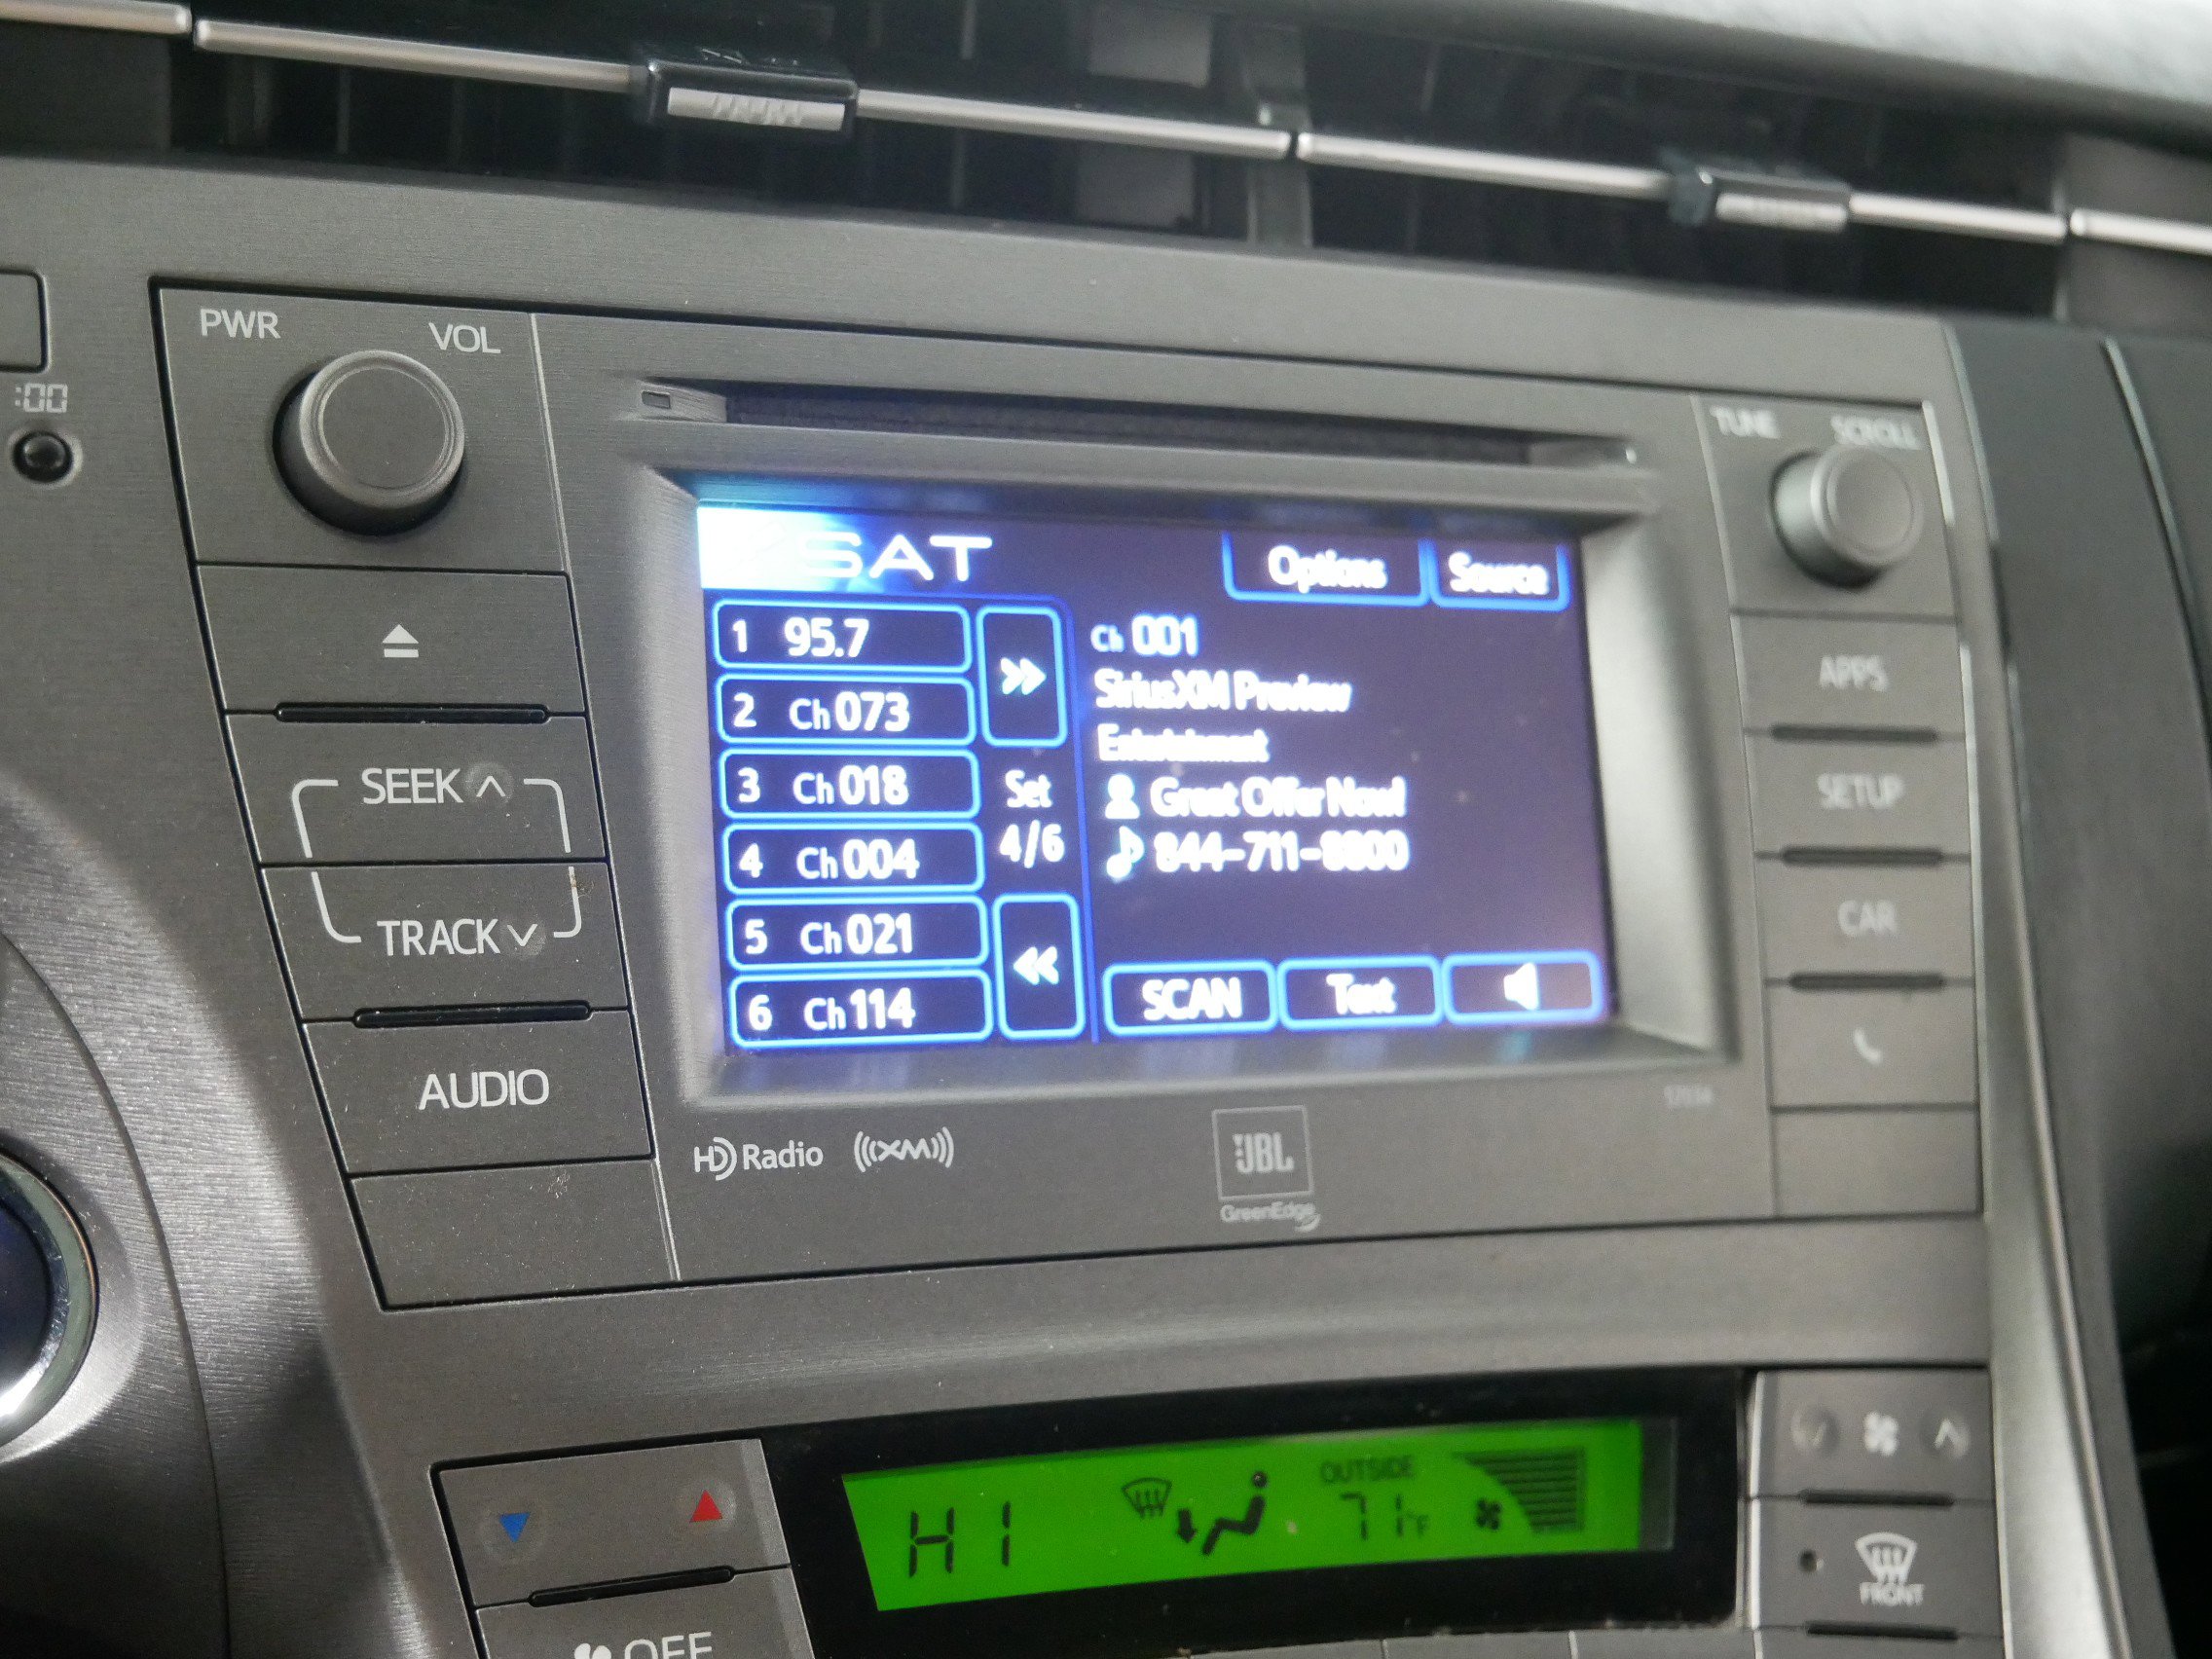 PWR VOL
:00
TUNE SCROLL
SAT
Options Source
1 95.7
2 Ch 073
3 Ch 018
4 Ch 004
5 Ch 021
6 Ch 114
Set
4/6
Ch 001
SiriusXM Preview
Entertainment
Great Offer Now!
844-711-8800
SCAN Text
SEEK
TRACK
AUDIO
APPS
SETUP
CAR
HD Radio XM
JBL
GreenEdge
HI
OUTSIDE
71°F
OFF
FRONT